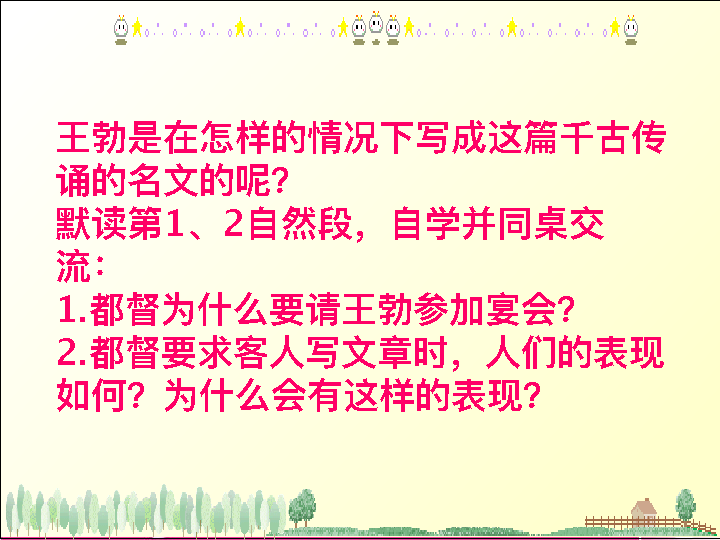 王勃是在怎样的情况下写成这篇千古传
诵的名文的呢？
默读第1、2自然段，自学并同桌交
流：
1.都督为什么要请王勃参加宴会？
2.都督要求客人写文章时，人们的表现
如何？为什么会有这样的表现？